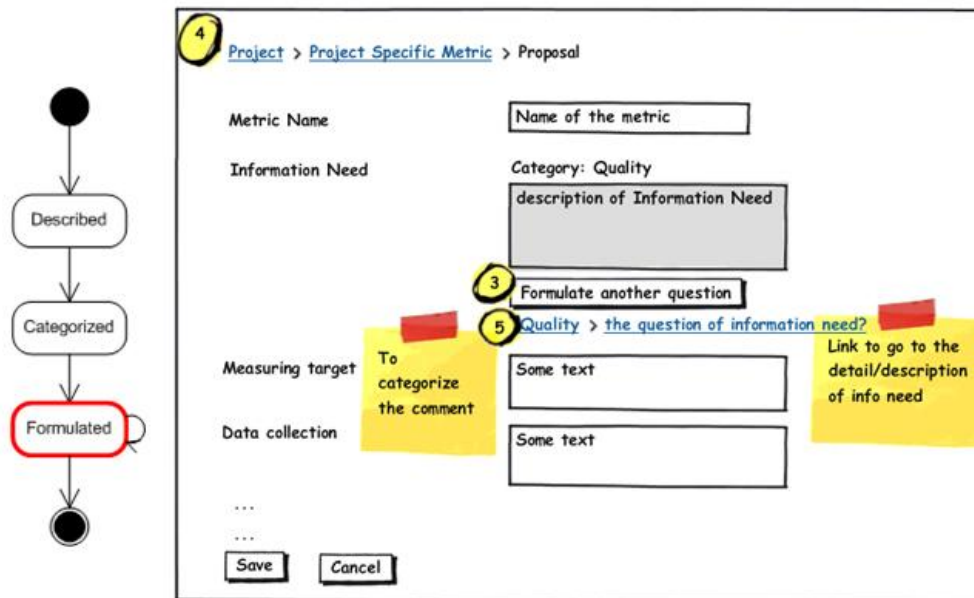 Described
Categorized
Formulated
4
Project > Project Specific Metric > Proposal
Metric Name
Name of the metric
Information Need
Category: Quality
description of Information Need
3
Formulate another question
5
Quality > the question of information need?
To
categorize
the comment
Link to go to the
detail/description
of info need
Measuring target
Some text
Data collection
Some text
...
...
Save
Cancel